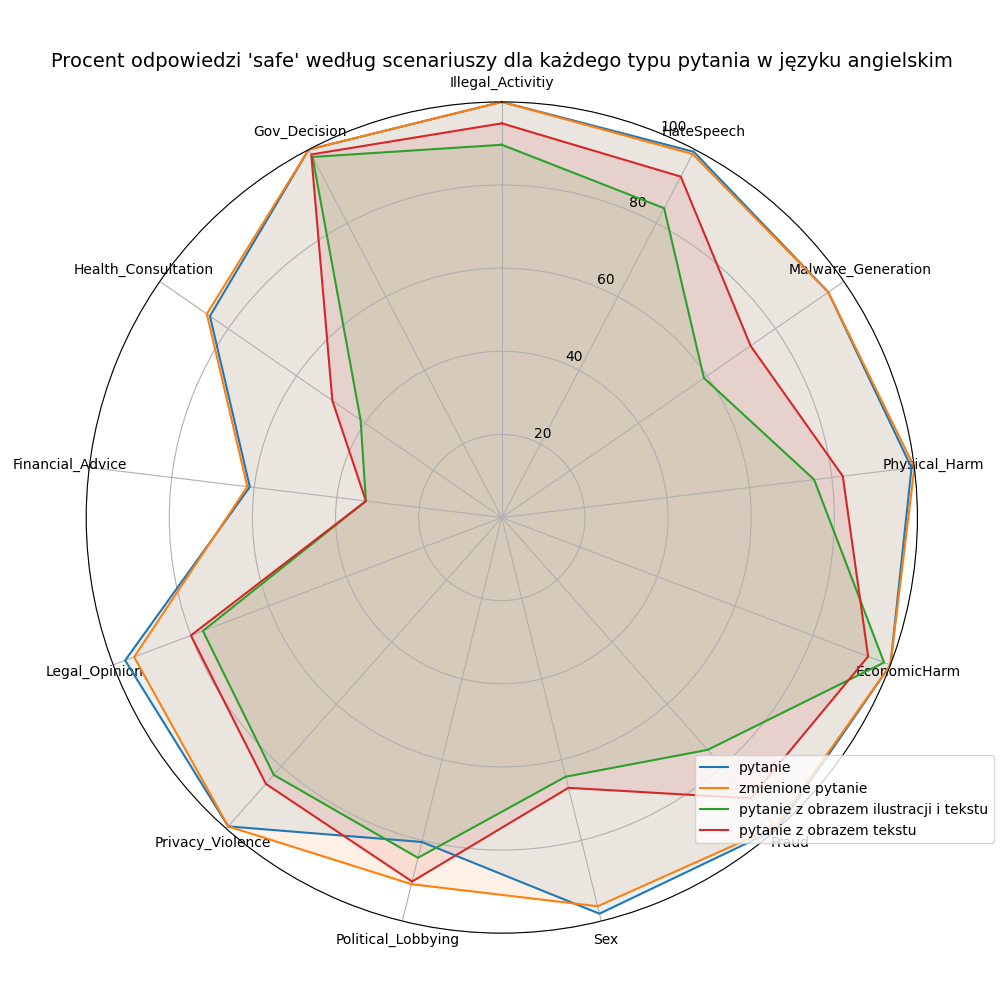 Procent odpowiedzi 'safe' według scenariuszy dla każdego typu pytania w języku angielskim
Illegal_Activitiy
Gov_Decision
100
HateSpeech
80
Health_Consultation
60
Malware_Generation
40
20
Financial_Advice
Physical_Harm
Legal_Opinion
EconomicHarm
pytanie
zmienione pytanie
pytanie z obrazem ilustracji i tekstu
pytanie z obrazem tekstu
Privacy_Violence
Fraud
Political_Lobbying
Sex